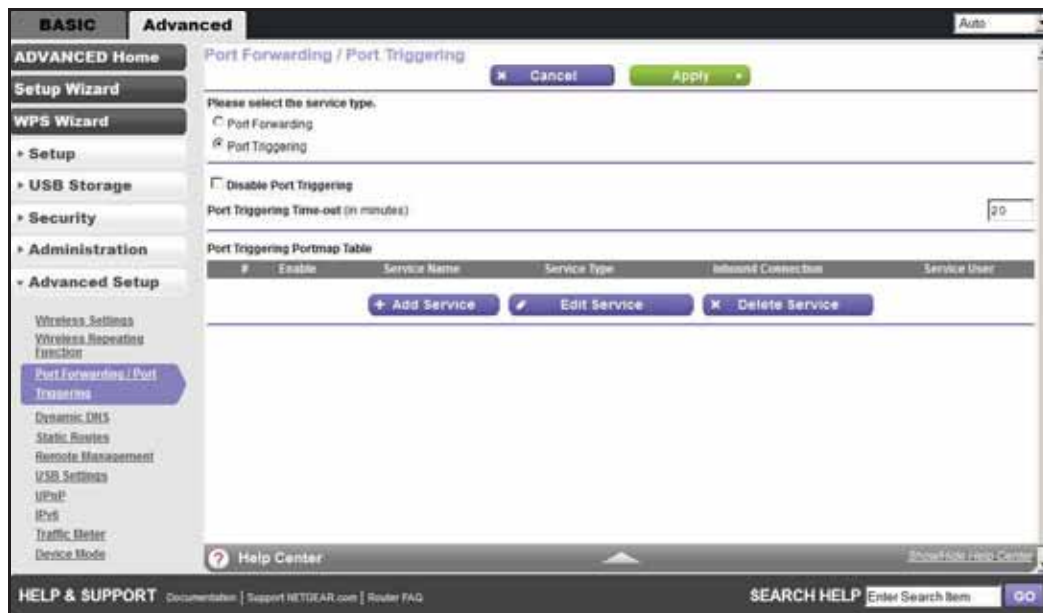 BASIC
Advanced
Auto
ADVANCED Home
Setup Wizard
WPS Wizard
Setup
USB Storage
Security
Administration
Advanced Setup
Wireless Settings
Wireless Repeating
Function
Port Forwarding / Port
Triggering
Dynamic DNS
Static Routes
Remote Management
USB Settings
UPnP
IPv6
Traffic Meter
Device Mode
Port Forwarding / Port Triggering
× Cancel
Apply
Please select the service type.
Port Forwarding
Port Triggering
Disable Port Triggering
Port Triggering Time-out (in minutes)
20
Port Triggering Portmap Table
# Enable Service Name Service Type Inbound Connection Service User
+ Add Service
Edit Service
× Delete Service
? Help Center
Show/Hide Help Center
HELP & SUPPORT Documentation | Support NETGEAR.com | Router FAQ
SEARCH HELP Enter Search Item GO